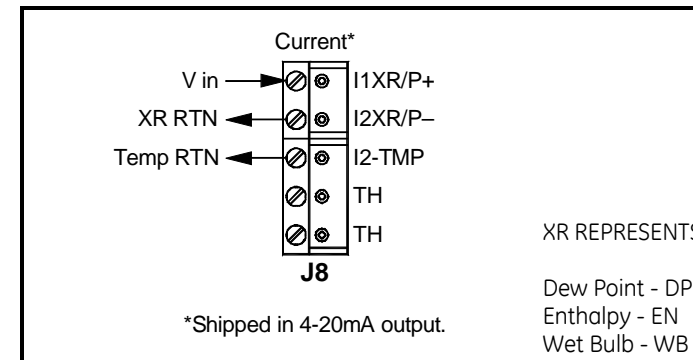 Current*
V in I1XR/P+
XR RTN I2XR/P–
Temp RTN I2-TMP
TH
TH
J8
*Shipped in 4-20mA output.
XR REPRESENTS
Dew Point - DP
Enthalpy - EN
Wet Bulb - WB